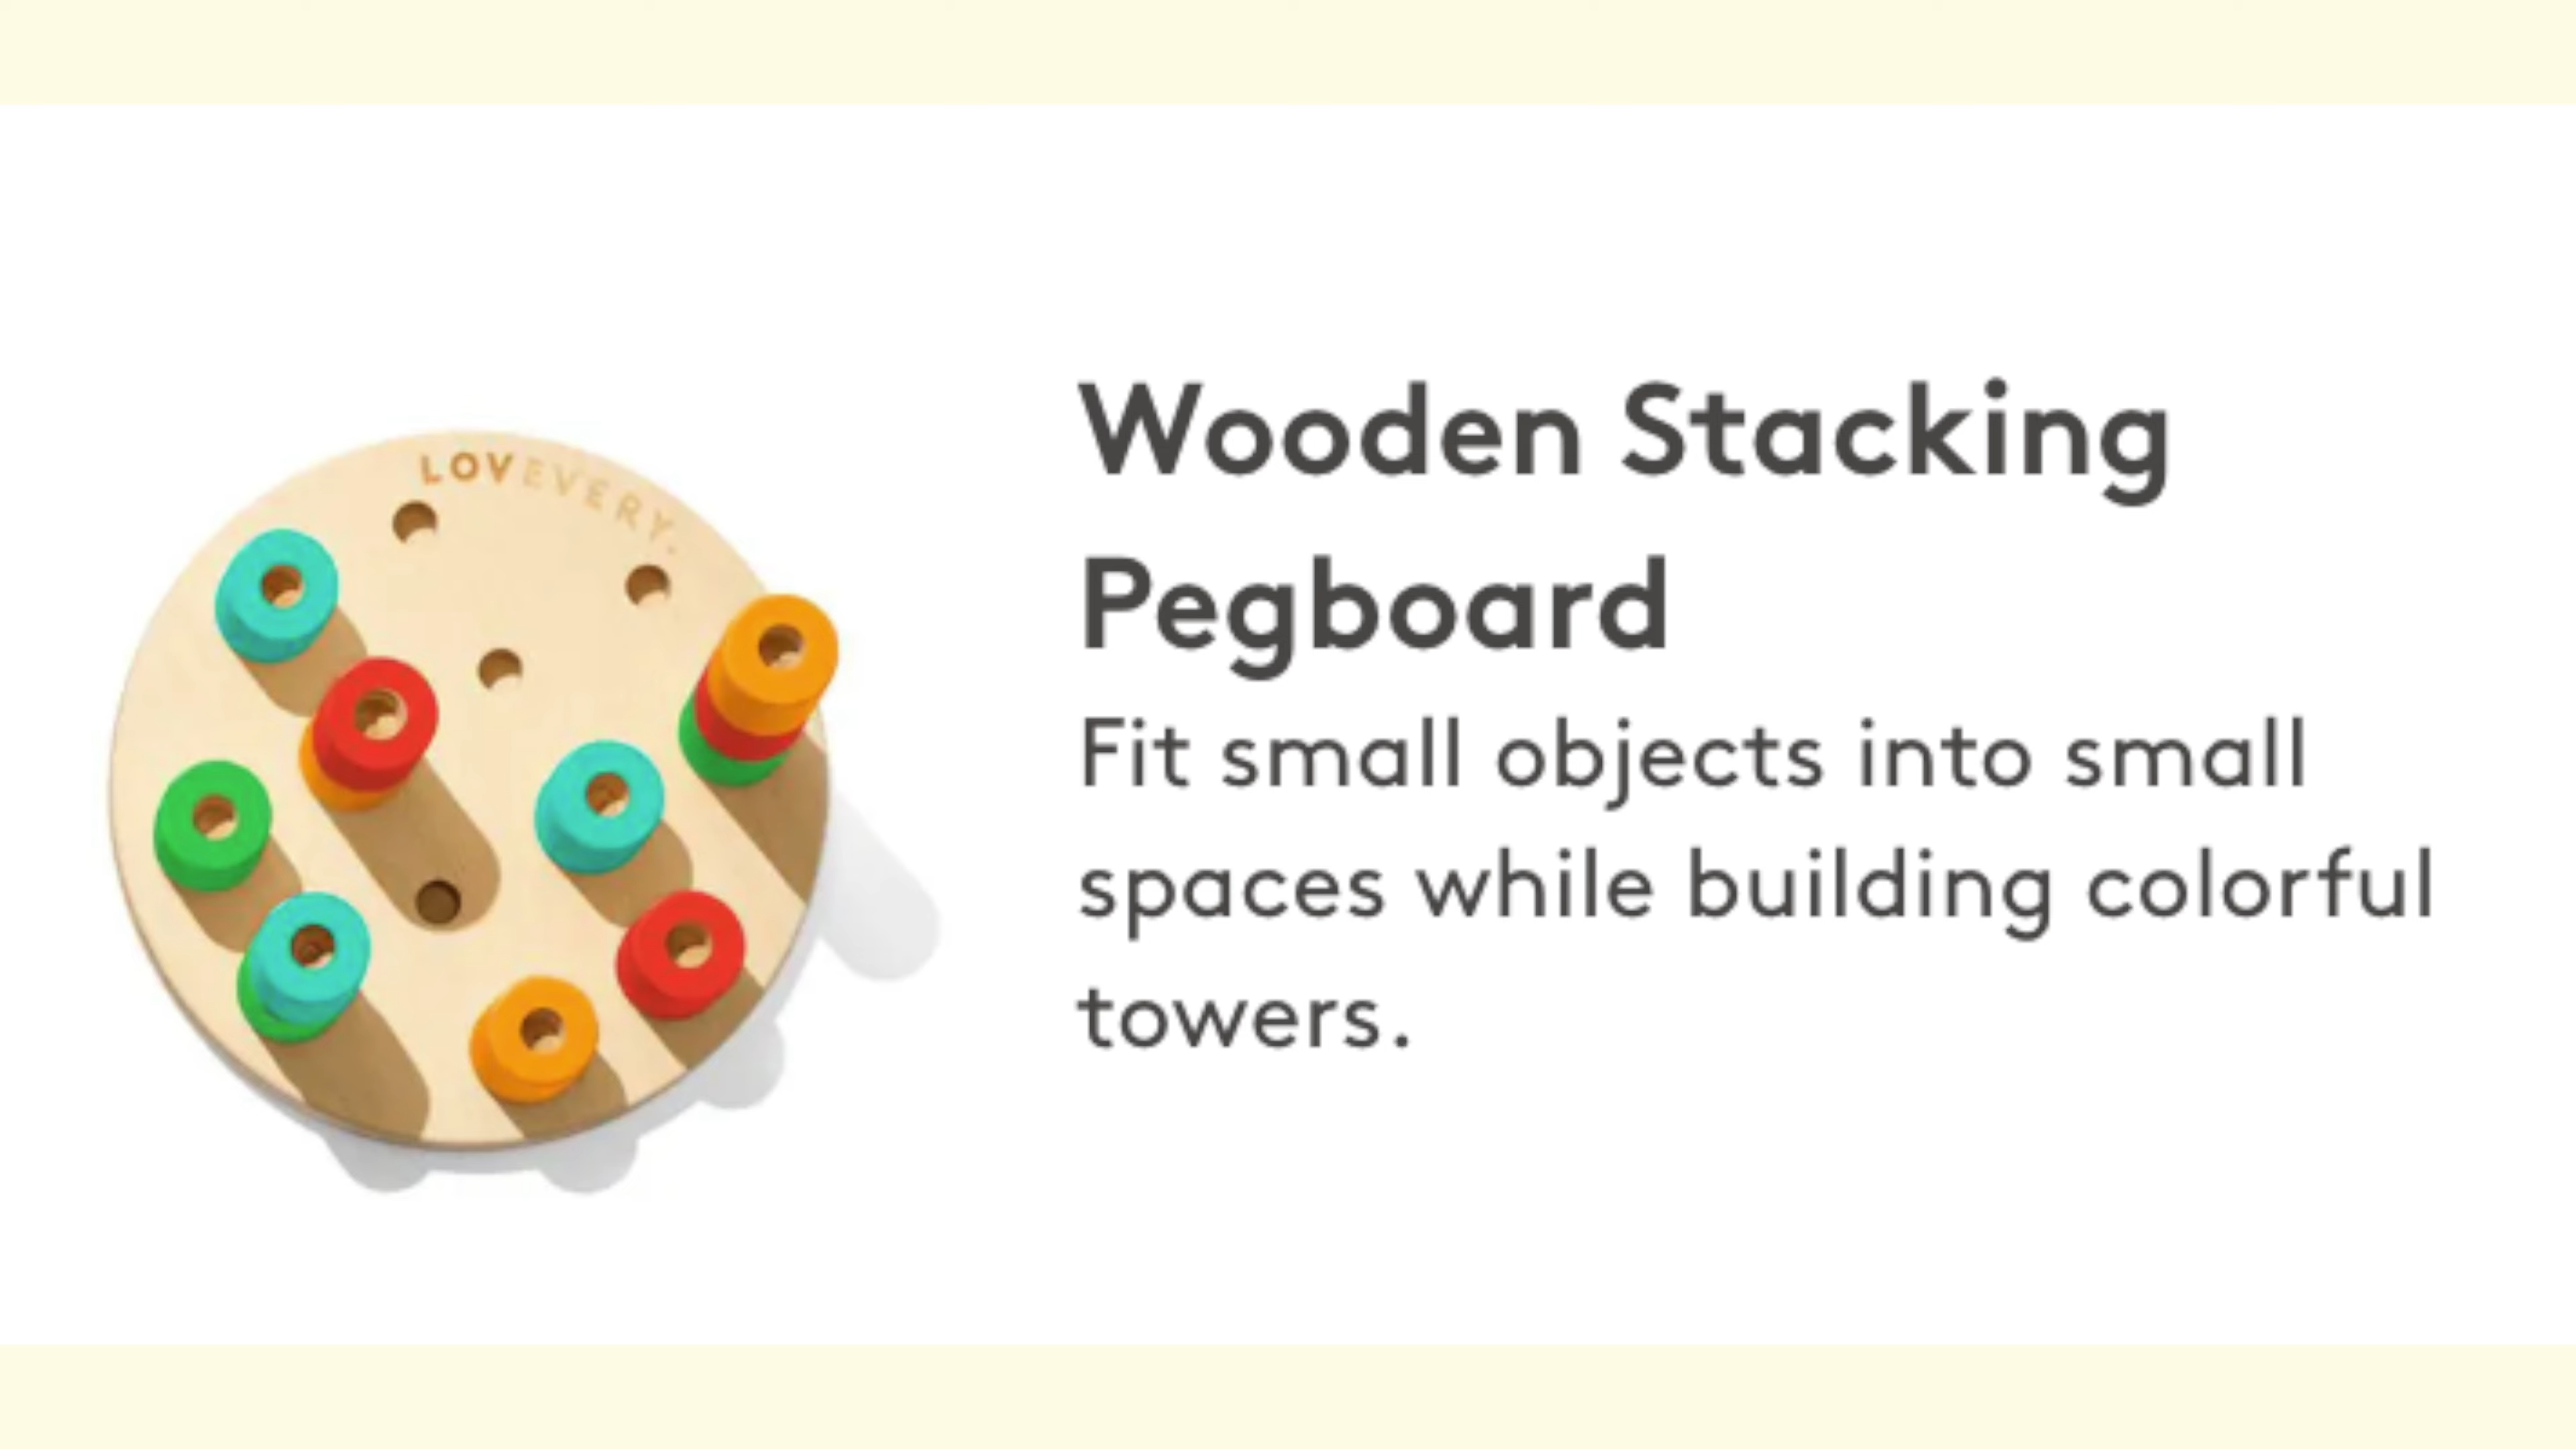 LOVEVERY.
Wooden Stacking
Pegboard
Fit small objects into small
spaces while building colorful
towers.